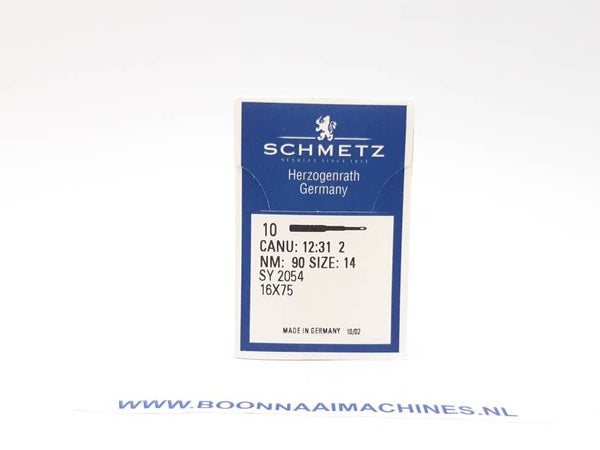 SCHMETZ
NEEDLES SINCE 1851
Herzogenrath
Germany
10
CANU: 12:31 2
NM: 90 SIZE: 14
SY 2054
16X75
MADE IN GERMANY 10/02
WWW.BOONNAAIMACHINES.NL